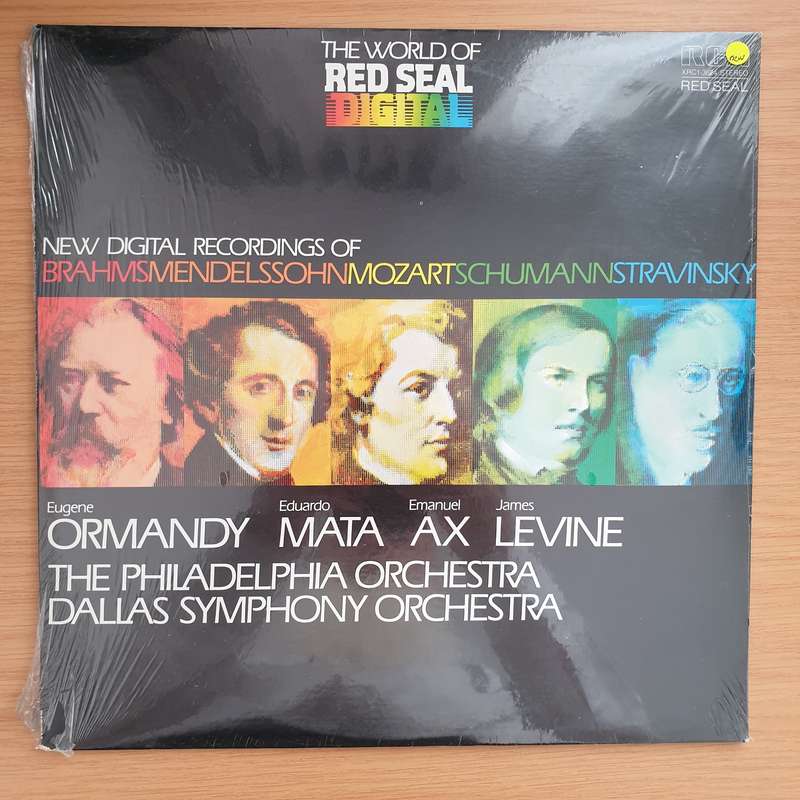 THE WORLD OF
RED SEAL
DIGITAL
RCA
new
STEREO
RED SEAL
NEW DIGITAL RECORDINGS OF
BRAHMSMENDELSSOHNMOZARTSCHUMANNSTRAVINSKY
Eugene Eduardo Emanuel James
ORMANDY MATA AX LEVINE
THE PHILADELPHIA ORCHESTRA
DALLAS SYMPHONY ORCHESTRA